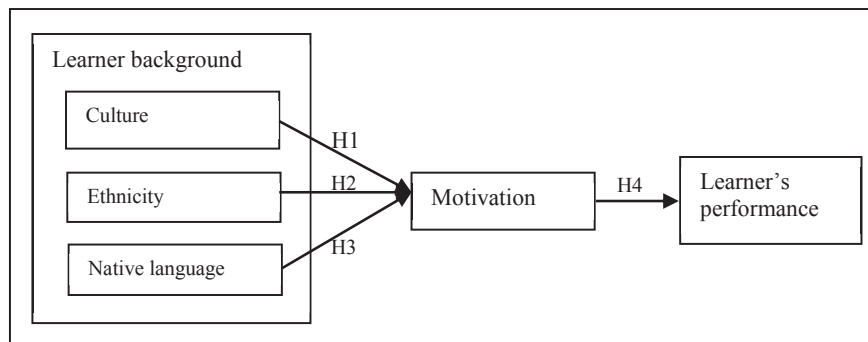 Learner background
Culture
H1
Ethnicity
H2
Native language
H3
Motivation
H4
Learner's
performance